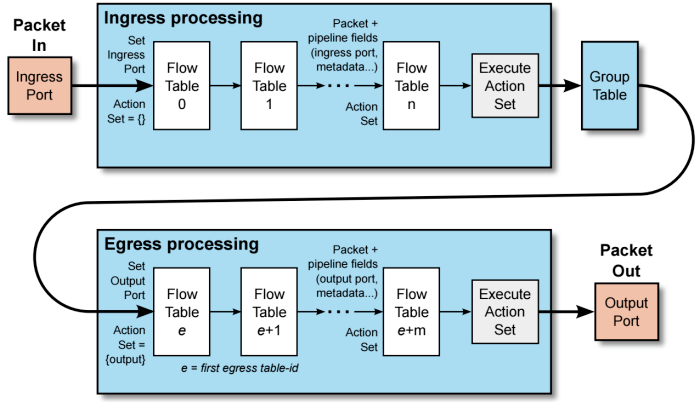 Packet
In
Ingress
Port
Ingress processing
Set
Ingress
Port
Action
Set = {}
Flow
Table
0
Flow
Table
1
Packet +
pipeline fields
(ingress port,
metadata...)
Action
Set
Flow
Table
n
Execute
Action
Set
Group
Table
Egress processing
Set
Output
Port
Action
Set =
{output}
Flow
Table
e
Flow
Table
e+1
e = first egress table-id
Packet +
pipeline fields
(output port,
metadata...)
Action
Set
Flow
Table
e+m
Execute
Action
Set
Packet
Out
Output
Port